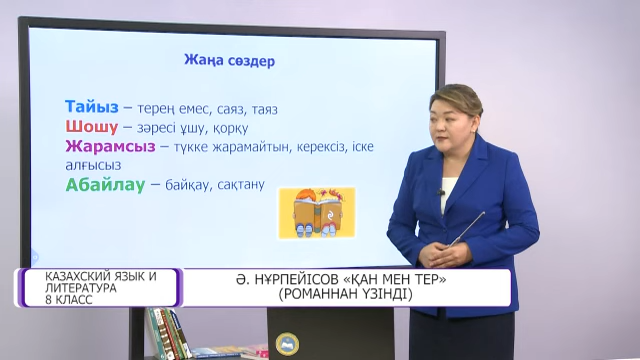 Жаңа сөздер
Тайыз – терең емес, саяз, таяз
Шошу – зәресі ұшу, қорқу
Жарамсыз – түкке жарамайтын, керексіз, іске
алғысыз
Абайлау – байқау, сақтану
КАЗАХСКИЙ ЯЗЫК И
ЛИТЕРАТУРА
8 КЛАСС
Ә. НҰРПЕЙІСОВ «ҚАН МЕН ТЕР»
(РОМАННАН ҮЗІНДІ)